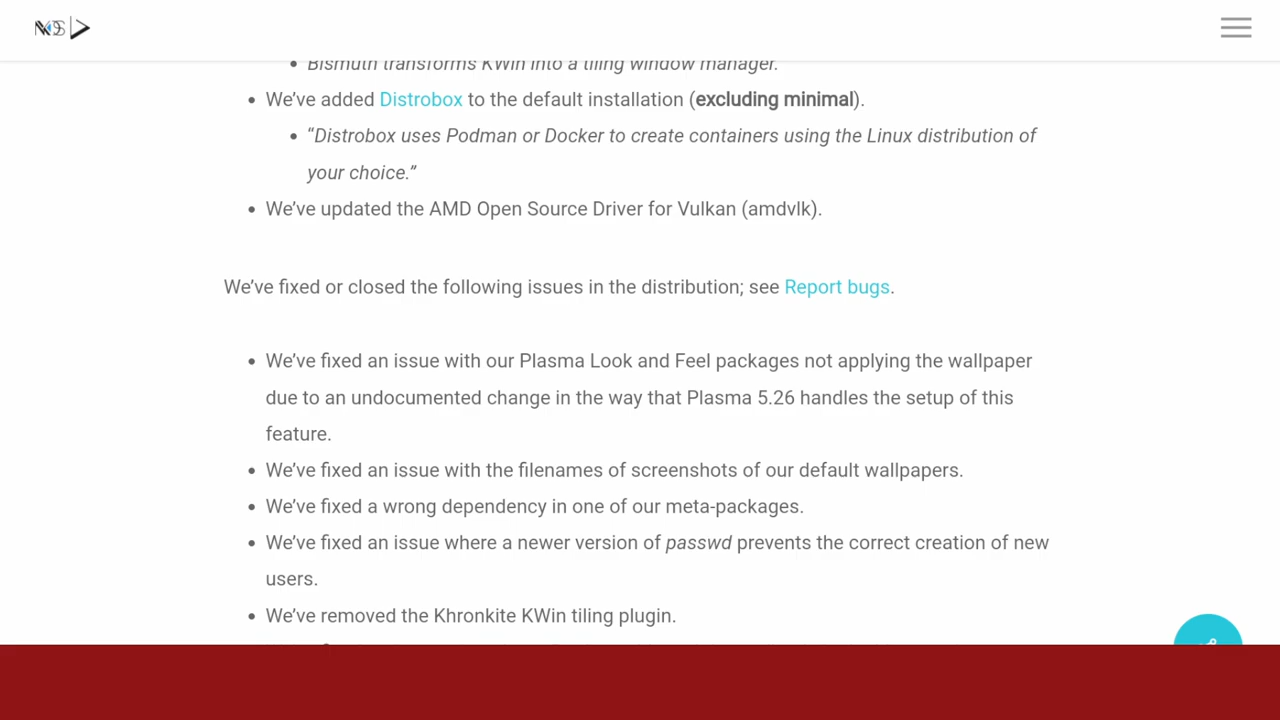 Bismuth transforms KWin into a tiling window manager.
We’ve added Distrobox to the default installation (excluding minimal).
“Distrobox uses Podman or Docker to create containers using the Linux distribution of
your choice.”
We’ve updated the AMD Open Source Driver for Vulkan (amdvlk).
We’ve fixed or closed the following issues in the distribution; see Report bugs.
We’ve fixed an issue with our Plasma Look and Feel packages not applying the wallpaper
due to an undocumented change in the way that Plasma 5.26 handles the setup of this
feature.
We’ve fixed an issue with the filenames of screenshots of our default wallpapers.
We’ve fixed a wrong dependency in one of our meta-packages.
We’ve fixed an issue where a newer version of passwd prevents the correct creation of new
users.
We’ve removed the Khronkite KWin tiling plugin.